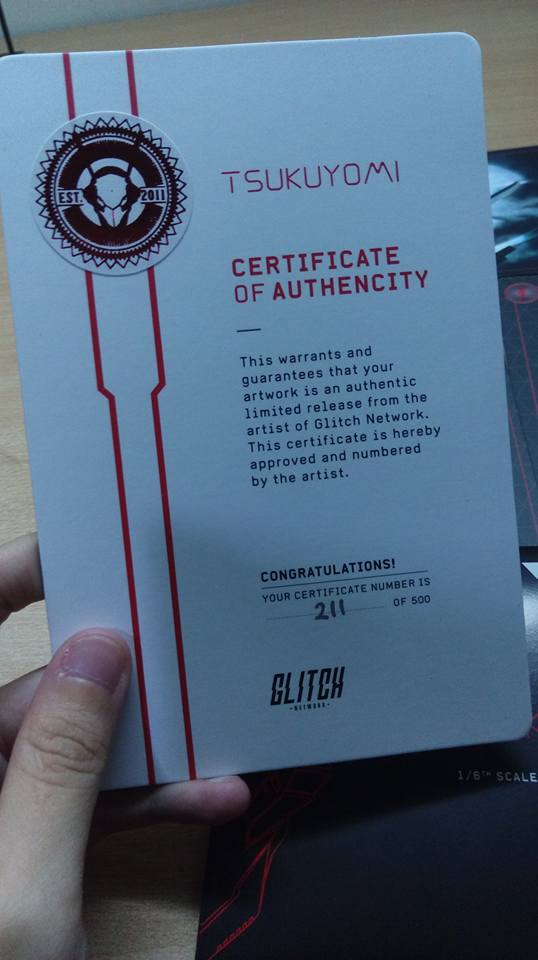 EST. 2011
TSUKUYOMI
CERTIFICATE
OF AUTHENCITY
This warrants and
guarantees that your
artwork is an authentic
limited release from the
artist of Glitch Network.
This certificate is hereby
approved and numbered
by the artist.
CONGRATULATIONS!
YOUR CERTIFICATE NUMBER IS
211 OF 500
GLITCH
-NETWORK-
1/6TH SCALE